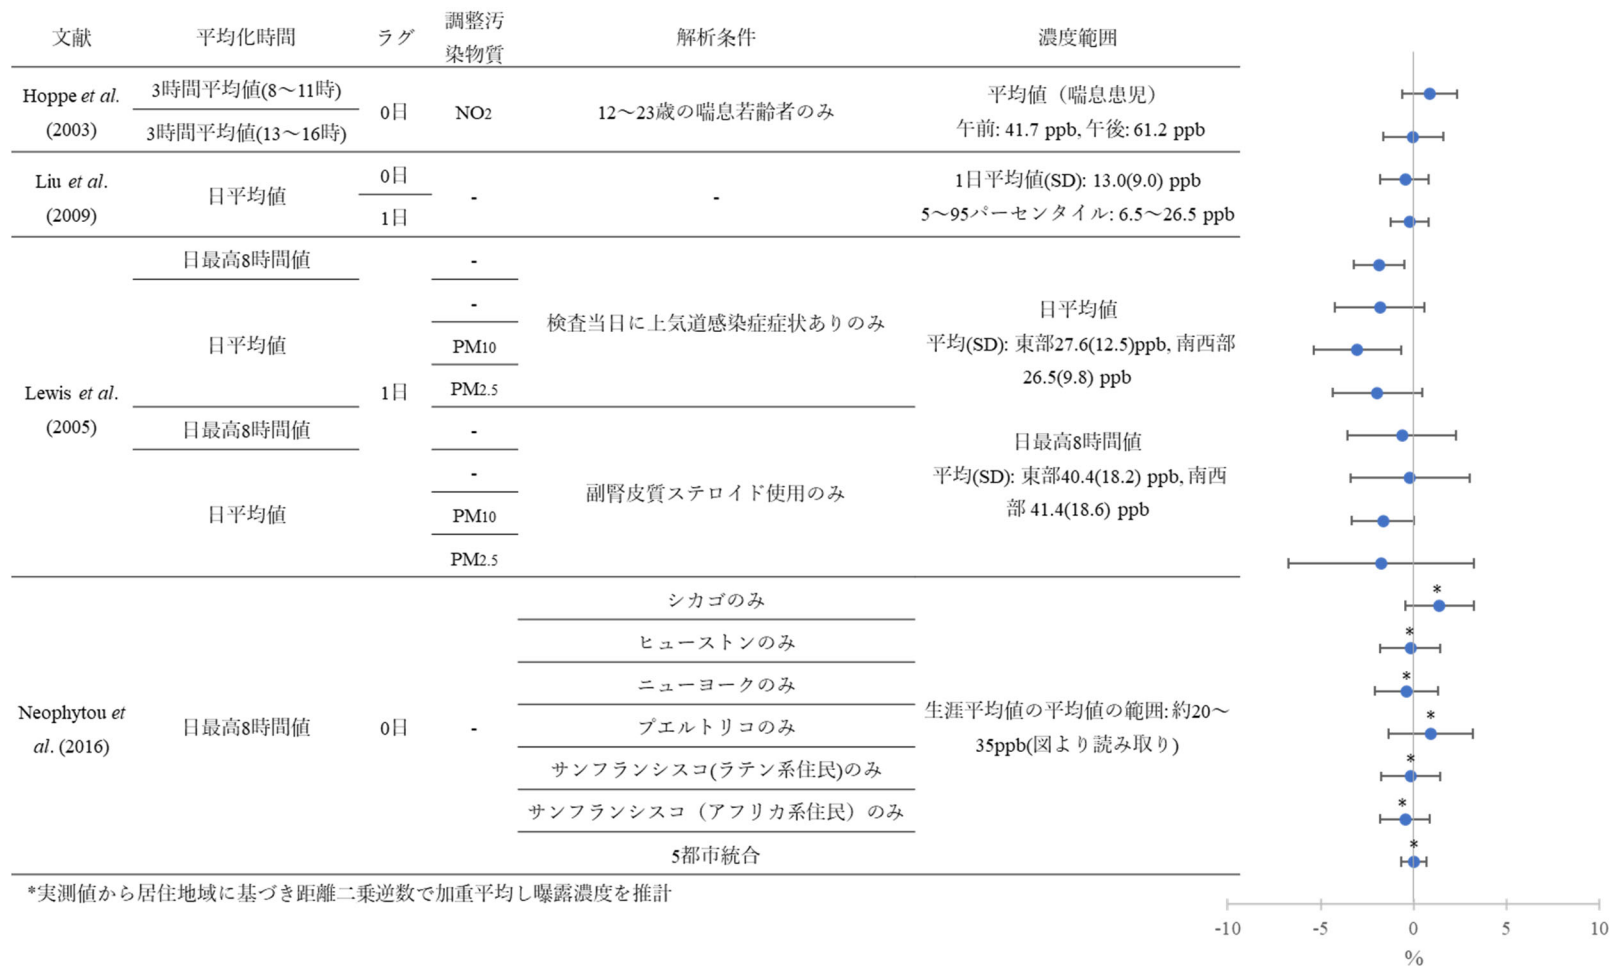 文献 平均化時間 ラグ 調整汚染物質 解析条件 濃度範囲
Hoppe et al. (2003)
3時間平均値(8～11時)
3時間平均値(13～16時)
0日
NO2
12～23歳の喘息若齢者のみ
平均値（喘息患児）
午前: 41.7 ppb, 午後: 61.2 ppb
Liu et al. (2009)
日平均値
0日
1日
-
-
1日平均値(SD): 13.0(9.0) ppb
5～95パーセンタイル: 6.5～26.5 ppb
Lewis et al. (2005)
日最高8時間値
日平均値
日最高8時間値
日平均値
1日
-
-
PM10
PM2.5
-
-
PM10
PM2.5
検査当日に上気道感染症症状ありのみ
副腎皮質ステロイド使用のみ
日平均値
平均(SD): 東部27.6(12.5)ppb, 南西部
26.5(9.8) ppb
日最高8時間値
平均(SD): 東部40.4(18.2) ppb, 南西
部 41.4(18.6) ppb
Neophytou et al. (2016)
日最高8時間値
0日
-
シカゴのみ
ヒューストンのみ
ニューヨークのみ
プエルトリコのみ
サンフランシスコ(ラテン系住民)のみ
サンフランシスコ（アフリカ系住民）のみ
5都市統合
生涯平均値の平均値の範囲: 約20～
35ppb(図より読み取り)
*
*
*
*
*
*
*
*実測値から居住地域に基づき距離二乗逆数で加重平均し曝露濃度を推計
-10 -5 0 5 10
%